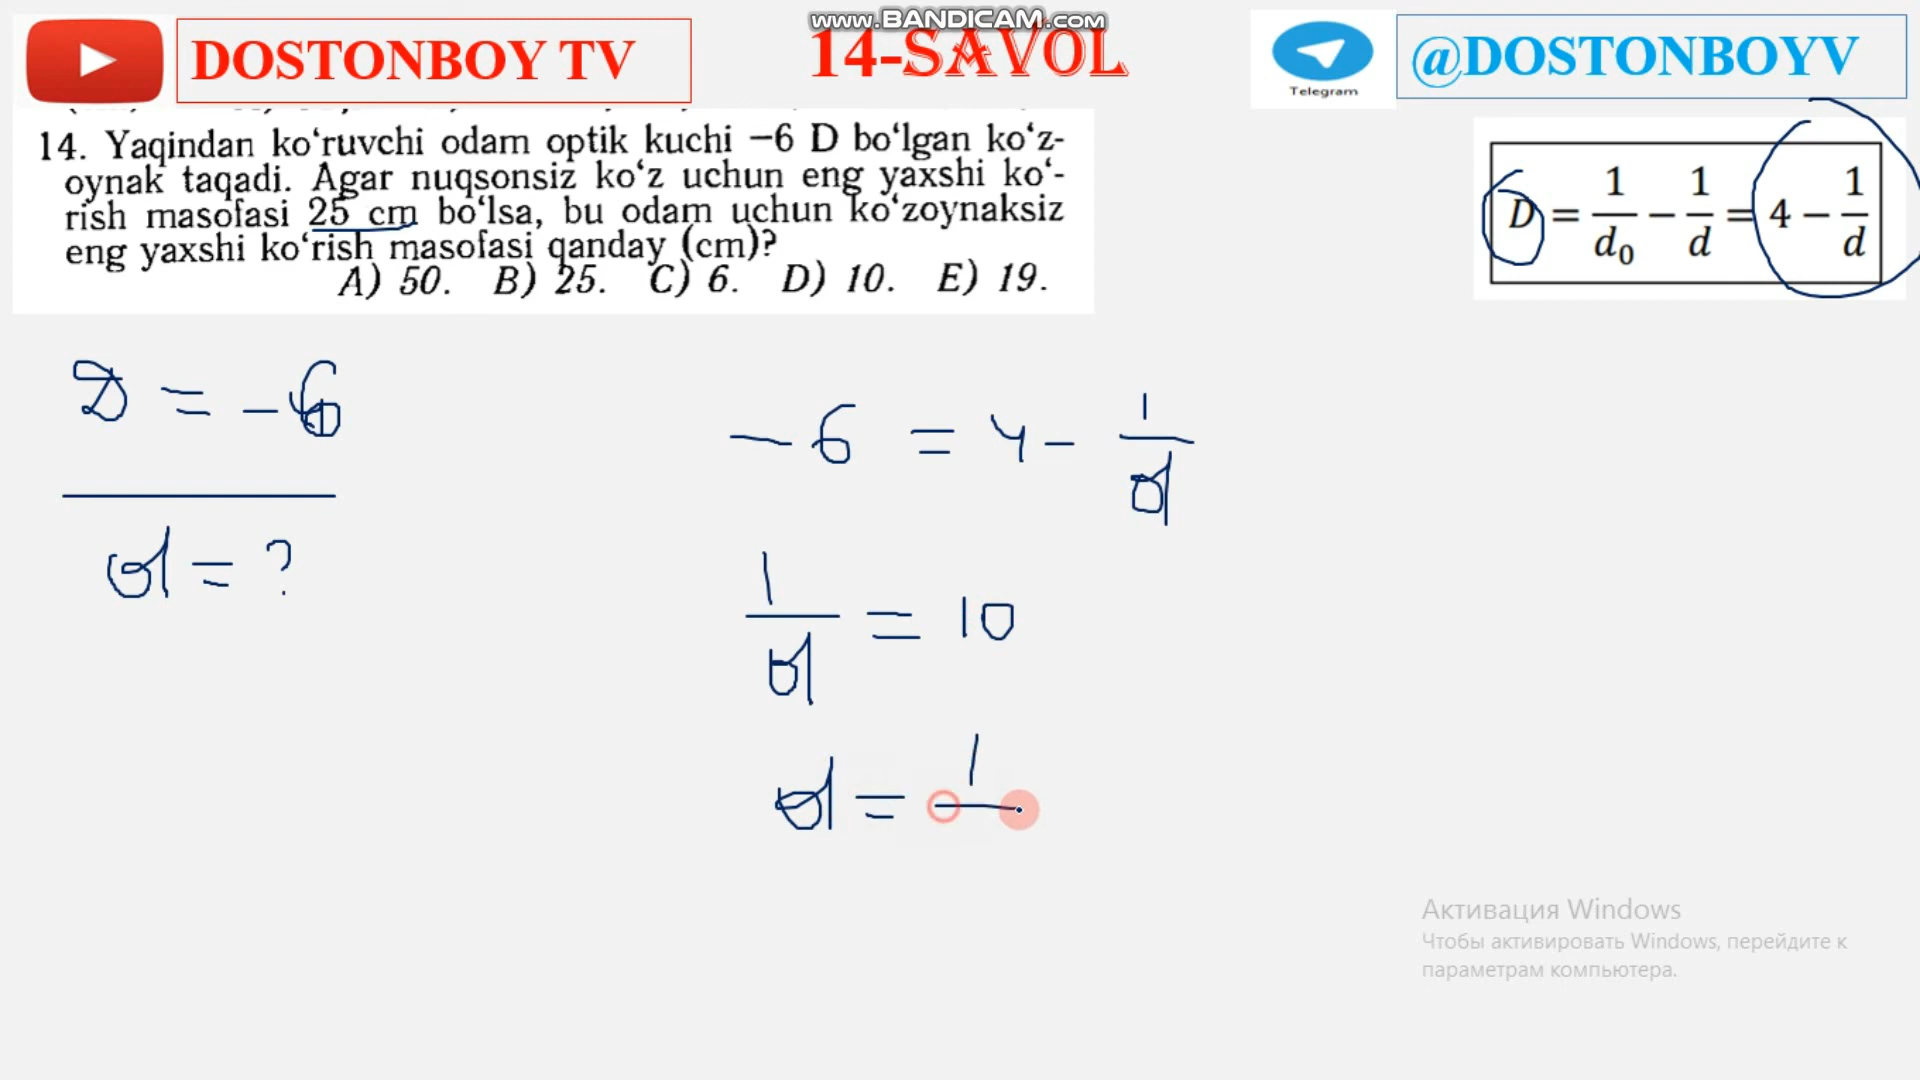 www.BANDICAM.com
DOSTONBOY TV
14-SAVOL
Telegram
@DOSTONBOYV
14. Yaqindan ko‘ruvchi odam optik kuchi −6 D bo‘lgan ko‘z-
oynak taqadi. Agar nuqsonsiz ko‘z uchun eng yaxshi ko‘-
rish masofasi 25 cm bo‘lsa, bu odam uchun ko‘zoynaksiz
eng yaxshi ko‘rish masofasi qanday (cm)?
A) 50. B) 25. C) 6. D) 10. E) 19.
D = 1/d₀ − 1/d = 4 − 1/d
D = −6
d = ?
−6 = 4 − 1/d
1/d = 10
d = 1/
Активация Windows
Чтобы активировать Windows, перейдите к
параметрам компьютера.